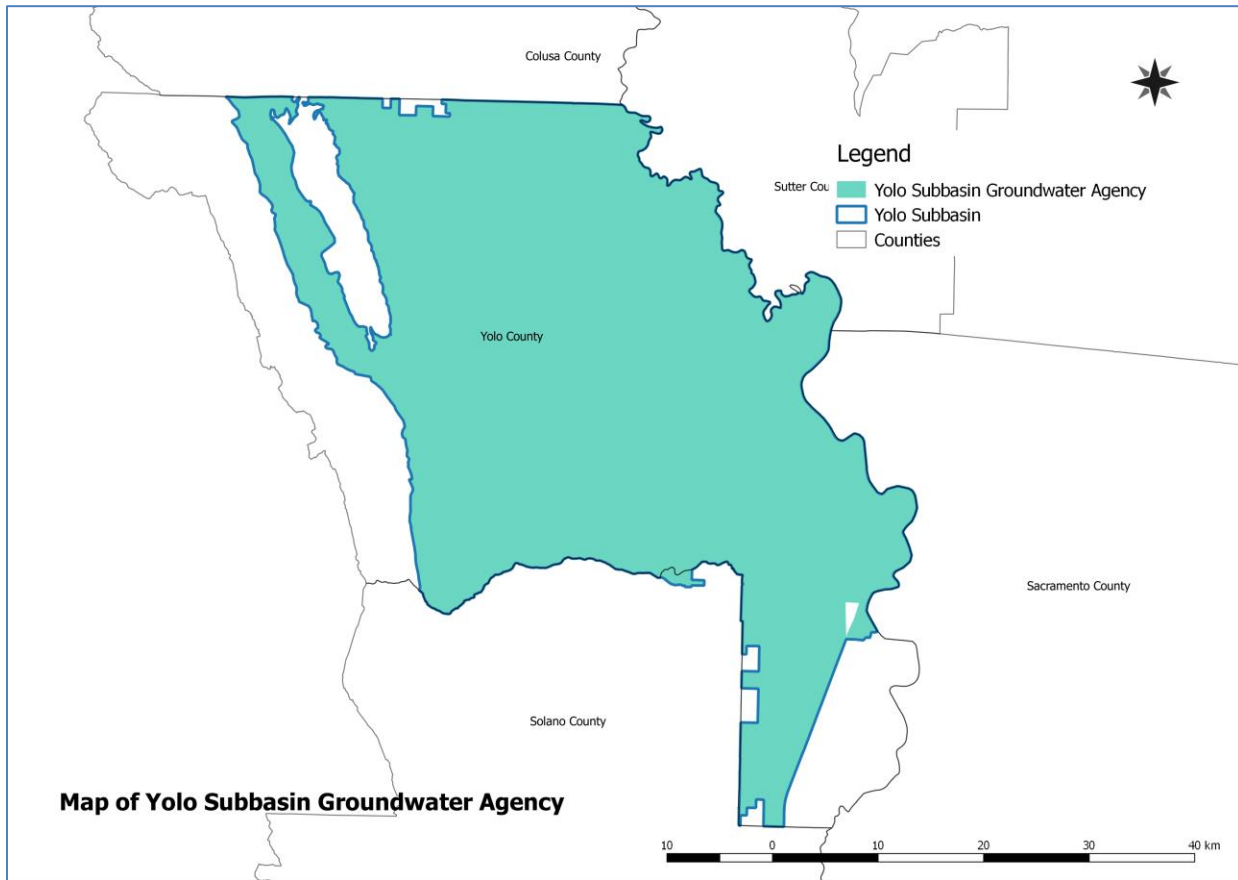 Colusa County
Legend
Sutter Cou
Yolo Subbasin Groundwater Agency
Yolo Subbasin
Counties
Yolo County
Sacramento County
Solano County
Map of Yolo Subbasin Groundwater Agency
10 0 10 20 30 40 km